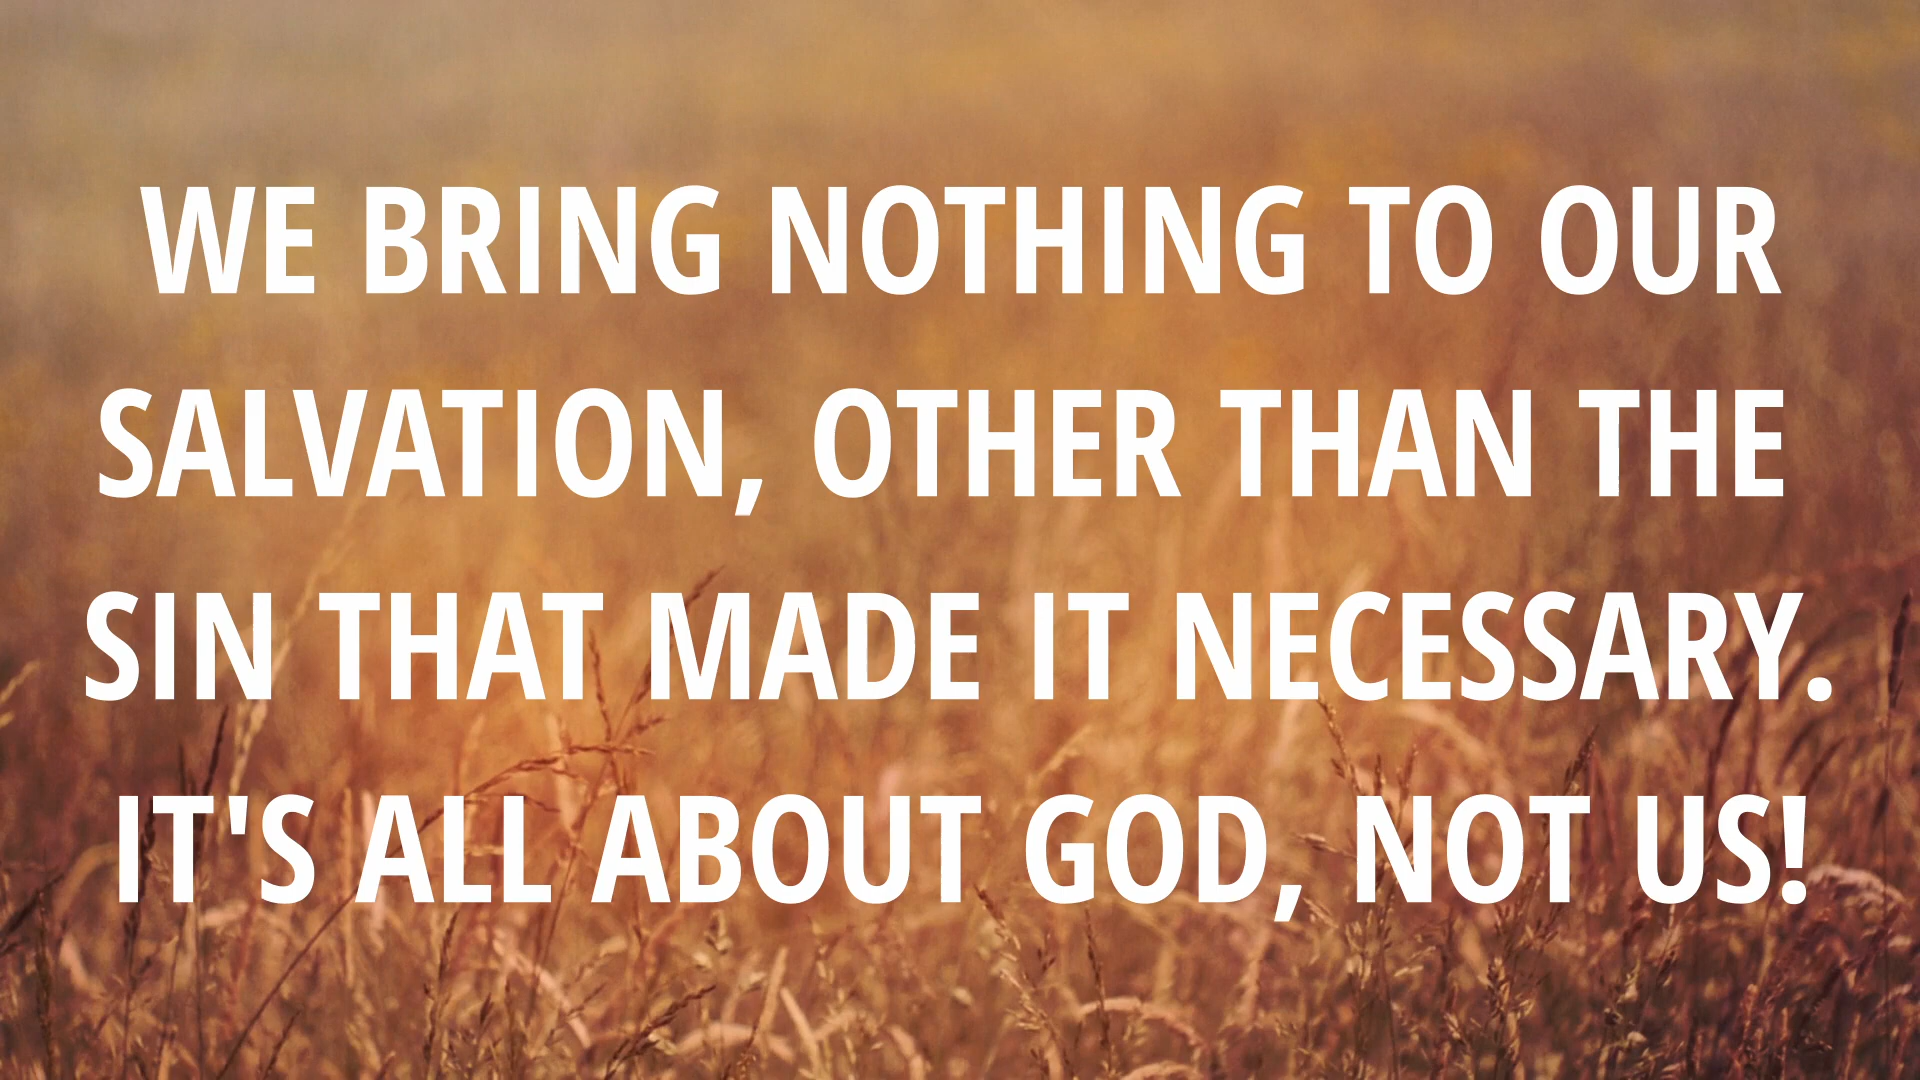 WE BRING NOTHING TO OUR
SALVATION, OTHER THAN THE
SIN THAT MADE IT NECESSARY.
IT'S ALL ABOUT GOD, NOT US!